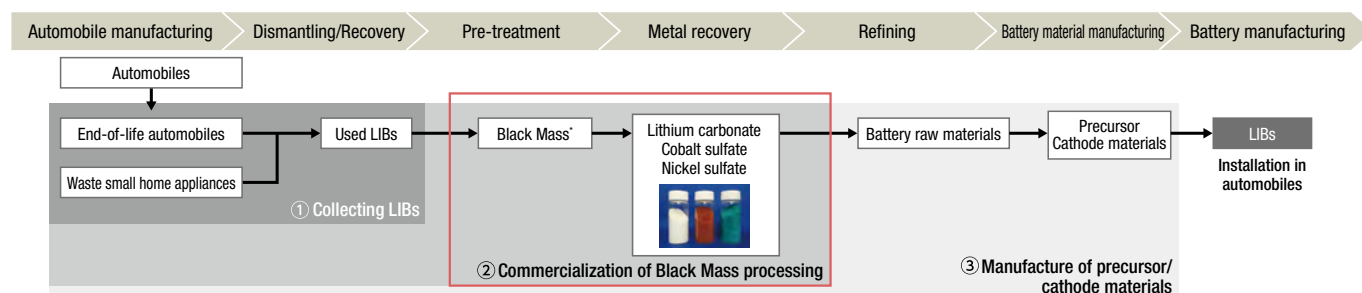 Automobile manufacturing
Dismantling/Recovery
Pre-treatment
Metal recovery
Refining
Battery material manufacturing
Battery manufacturing
Automobiles
End-of-life automobiles
Used LIBs
Black Mass*
Lithium carbonate
Cobalt sulfate
Nickel sulfate
Battery raw materials
Precursor
Cathode materials
LIBs
Installation in
automobiles
Waste small home appliances
① Collecting LIBs
② Commercialization of Black Mass processing
③ Manufacture of precursor/
cathode materials